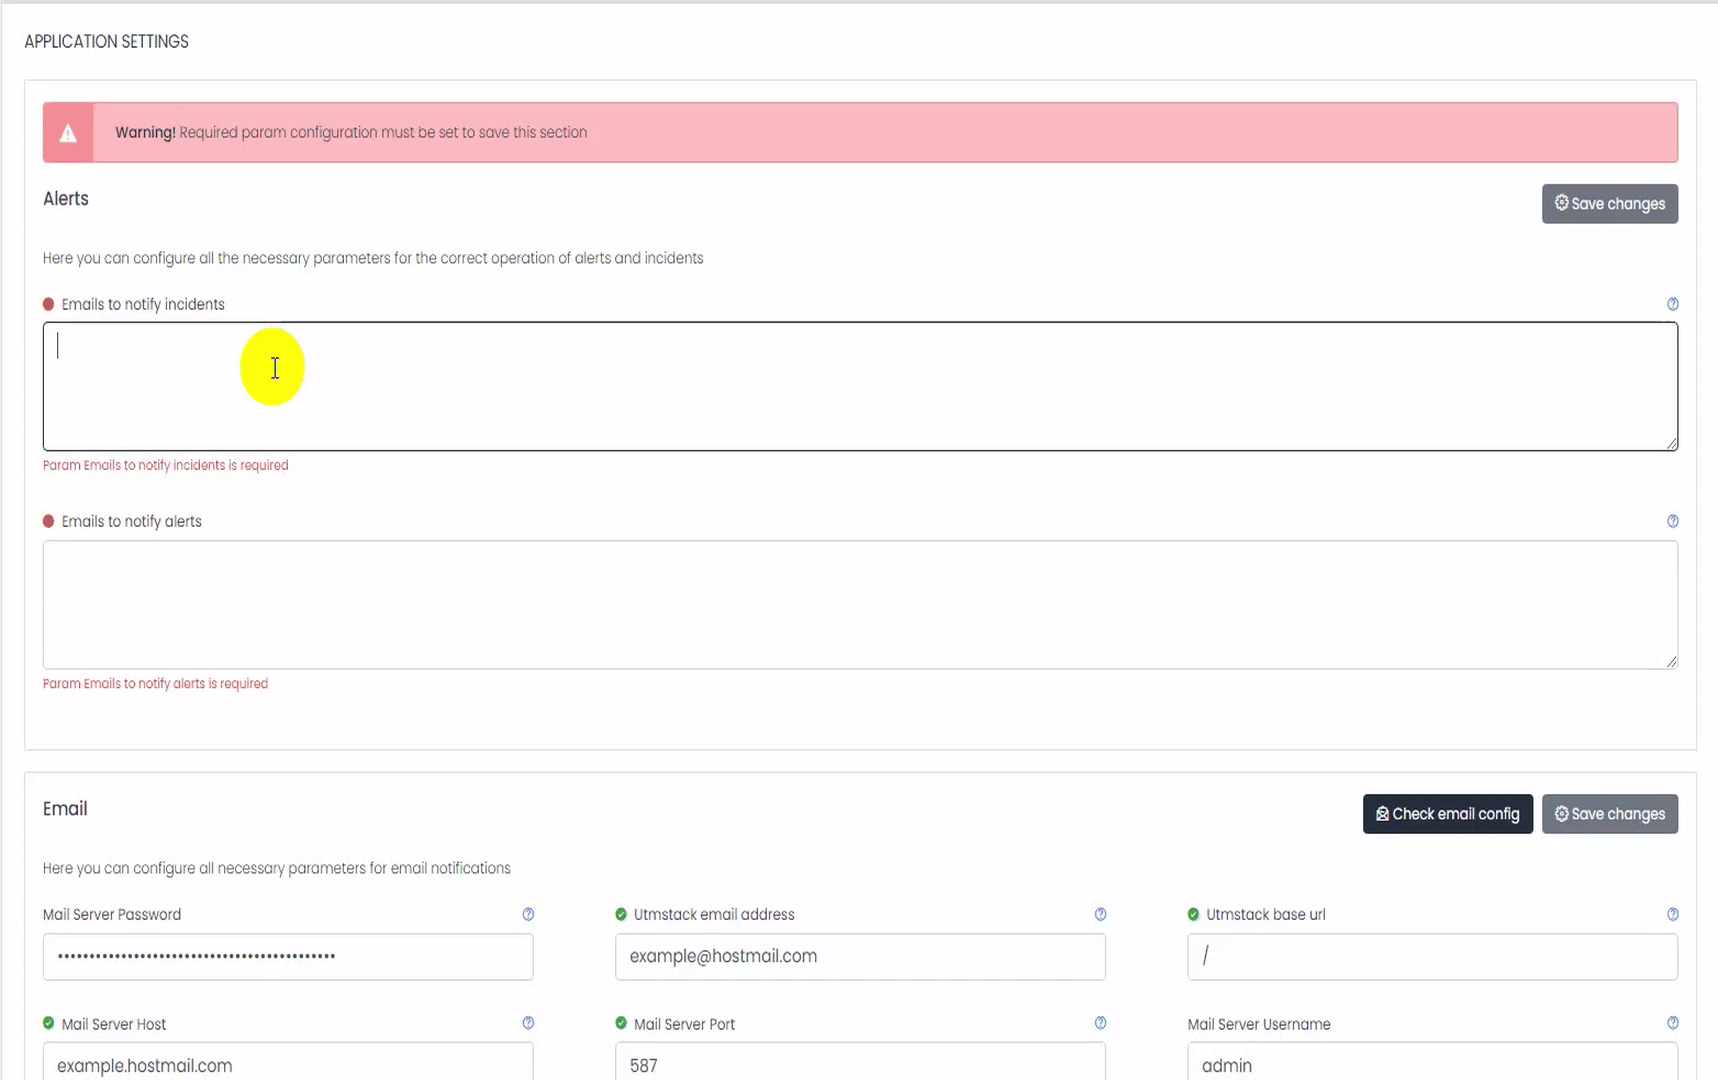 APPLICATION SETTINGS
Warning! Required param configuration must be set to save this section
Alerts
Save changes
Here you can configure all the necessary parameters for the correct operation of alerts and incidents
Emails to notify incidents
Param Emails to notify incidents is required
Emails to notify alerts
Param Emails to notify alerts is required
Email
Check email config
Save changes
Here you can configure all necessary parameters for email notifications
Mail Server Password
Utmstack email address
Utmstack base url
example@hostmail.com
/
Mail Server Host
Mail Server Port
Mail Server Username
example.hostmail.com
587
admin